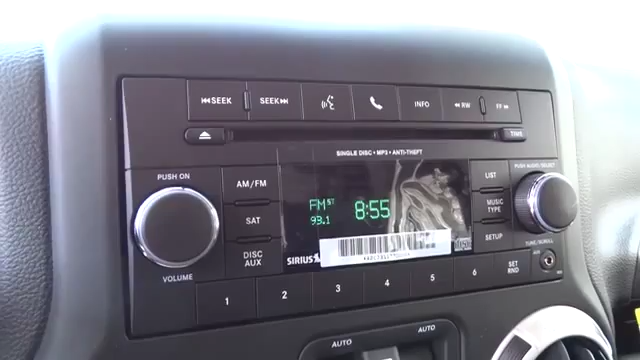 SEEK SEEK INFO RW FF
TIME
SINGLE DISC • MP3 • ANTI-THEFT
PUSH ON
AM/FM
SAT
DISC
AUX
VOLUME
FM ST 8:55
93.1
SIRIUS
LIST
MUSIC
TYPE
SETUP
PUSH AUDIO/SELECT
TUNE/SCROLL
AUX
1 2 3 4 5 6 SET
RND
AUTO AUTO